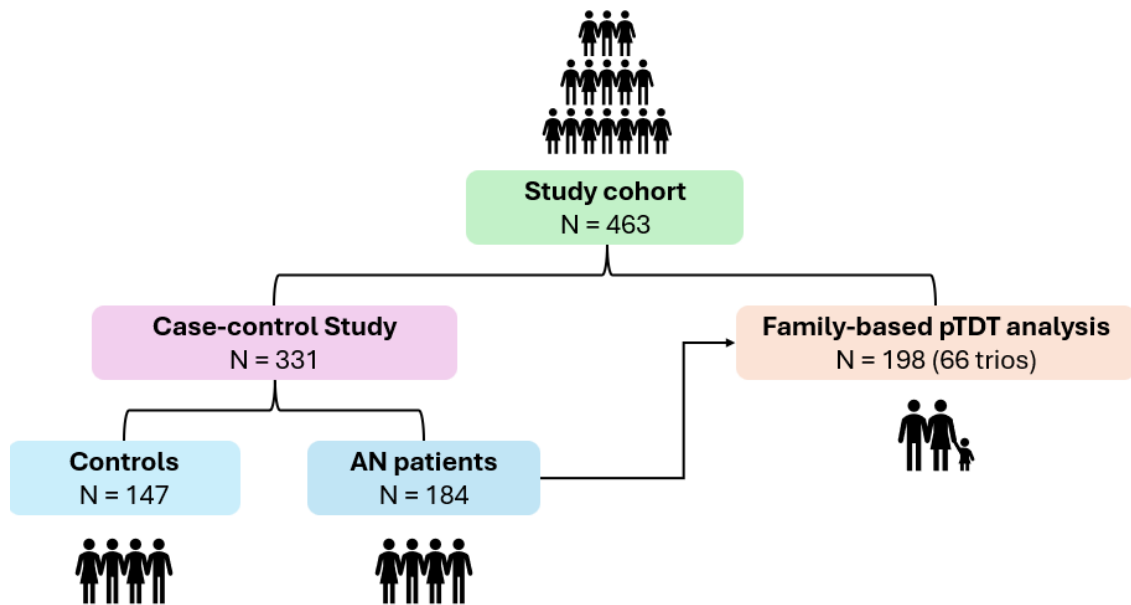 Study cohort
N = 463
Case-control Study
N = 331
Family-based pTDT analysis
N = 198 (66 trios)
Controls
N = 147
AN patients
N = 184